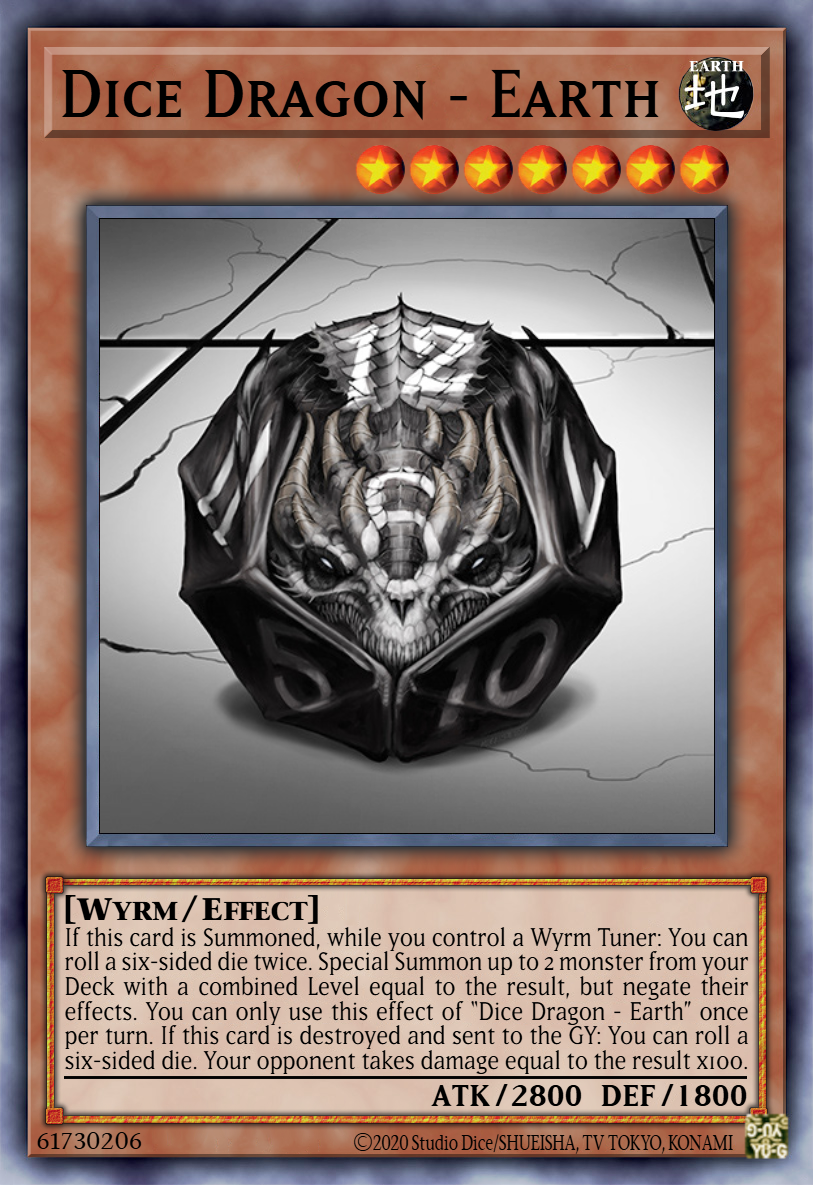 Dice Dragon - Earth
EARTH
地
12
5 10
[Wyrm/Effect]
If this card is Summoned, while you control a Wyrm Tuner: You can
roll a six-sided die twice. Special Summon up to 2 monster from your
Deck with a combined Level equal to the result, but negate their
effects. You can only use this effect of "Dice Dragon - Earth" once
per turn. If this card is destroyed and sent to the GY: You can roll a
six-sided die. Your opponent takes damage equal to the result x100.
ATK/2800 DEF/1800
61730206 ©2020 Studio Dice/SHUEISHA, TV TOKYO, KONAMI